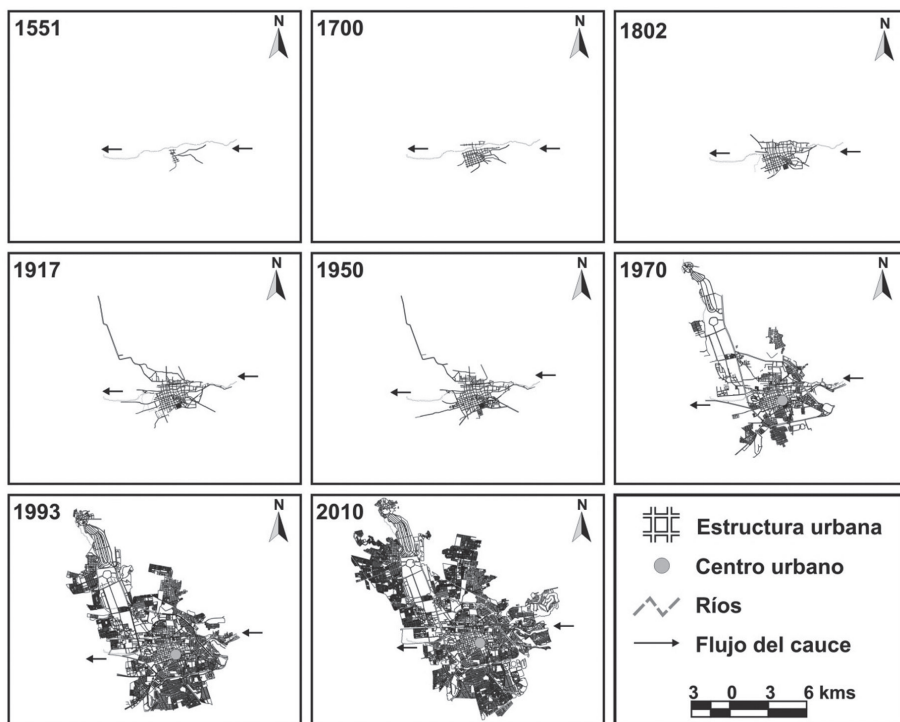 1551
N
1700
N
1802
N
1917
N
1950
N
1970
N
1993
N
2010
N
Estructura urbana
Centro urbano
Ríos
Flujo del cauce
3 0 3 6 kms